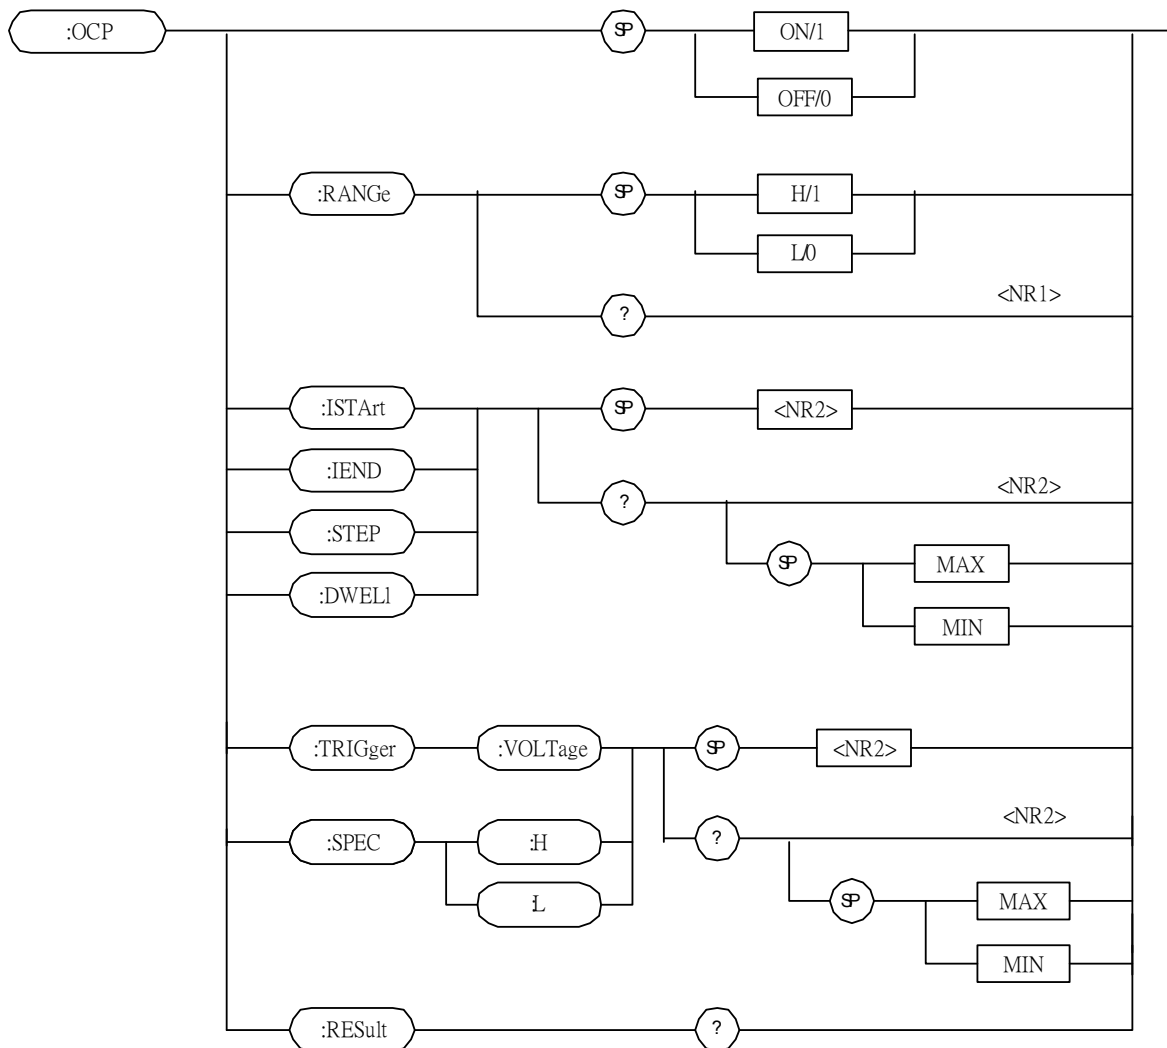 :OCP SP ON/1
OFF/0
:RANGe SP H/1
L/0
? <NR1>
:ISTArt SP <NR2>
:IEND
? <NR2>
:STEP
SP MAX
:DWELl
MIN
:TRIGger :VOLTage SP <NR2>
:SPEC :H ? <NR2>
:L SP MAX
MIN
:RESult ?